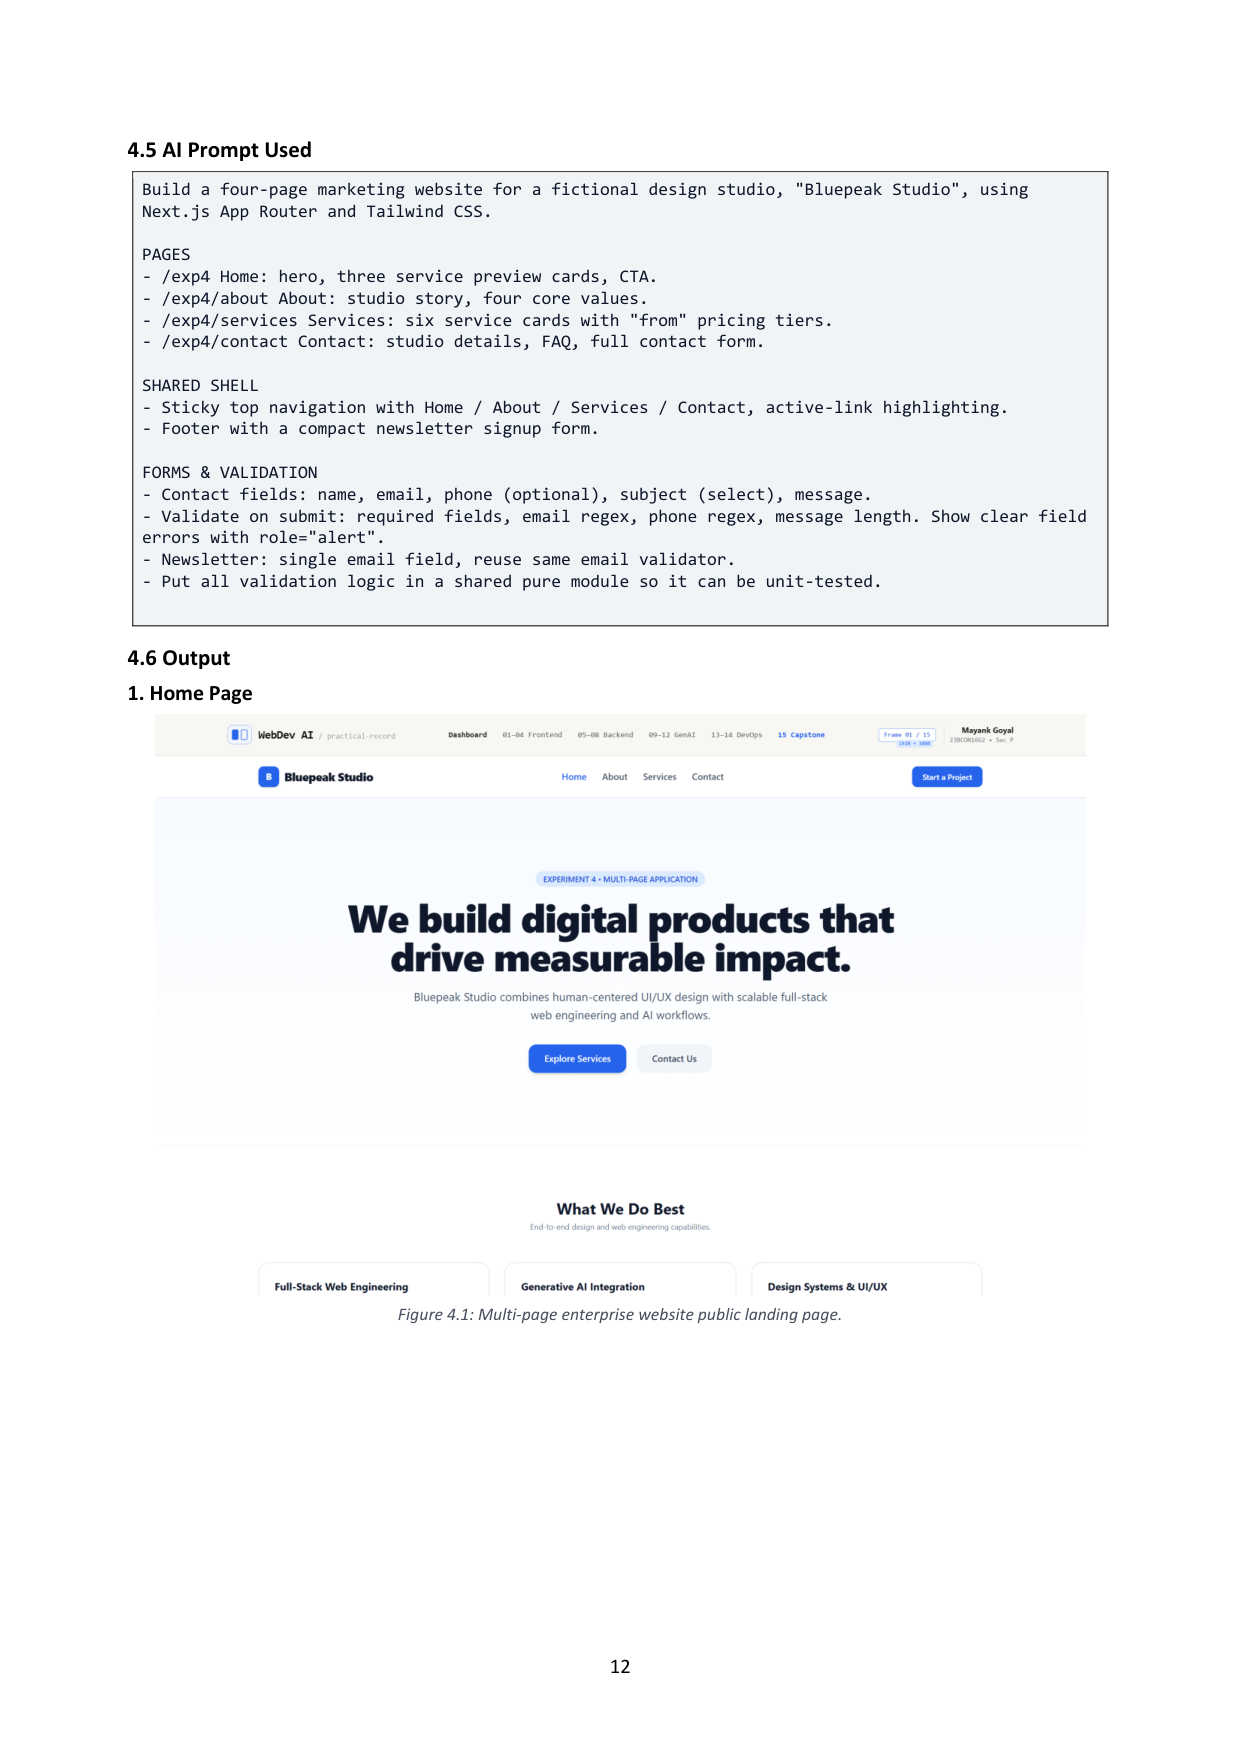 4.5 AI Prompt Used
Build a four-page marketing website for a fictional design studio, "Bluepeak Studio", using
Next.js App Router and Tailwind CSS.
PAGES
- /exp4 Home: hero, three service preview cards, CTA.
- /exp4/about About: studio story, four core values.
- /exp4/services Services: six service cards with "from" pricing tiers.
- /exp4/contact Contact: studio details, FAQ, full contact form.
SHARED SHELL
- Sticky top navigation with Home / About / Services / Contact, active-link highlighting.
- Footer with a compact newsletter signup form.
FORMS & VALIDATION
- Contact fields: name, email, phone (optional), subject (select), message.
- Validate on submit: required fields, email regex, phone regex, message length. Show clear field
errors with role="alert".
- Newsletter: single email field, reuse same email validator.
- Put all validation logic in a shared pure module so it can be unit-tested.
4.6 Output
1. Home Page
WebDev AI / practical-record Dashboard 01–04 Frontend 05–08 Backend 09–12 GenAI 13–14 DevOps 15 Capstone Frame 01 / 15 Mayank Goyal
1920 × 1080 23BCON1662 • Sec P
B Bluepeak Studio Home About Services Contact Start a Project
EXPERIMENT 4 • MULTI-PAGE APPLICATION
We build digital products that
drive measurable impact.
Bluepeak Studio combines human-centered UI/UX design with scalable full-stack
web engineering and AI workflows.
Explore Services Contact Us
What We Do Best
End-to-end design and web engineering capabilities.
Full-Stack Web Engineering Generative AI Integration Design Systems & UI/UX
Figure 4.1: Multi-page enterprise website public landing page.
12